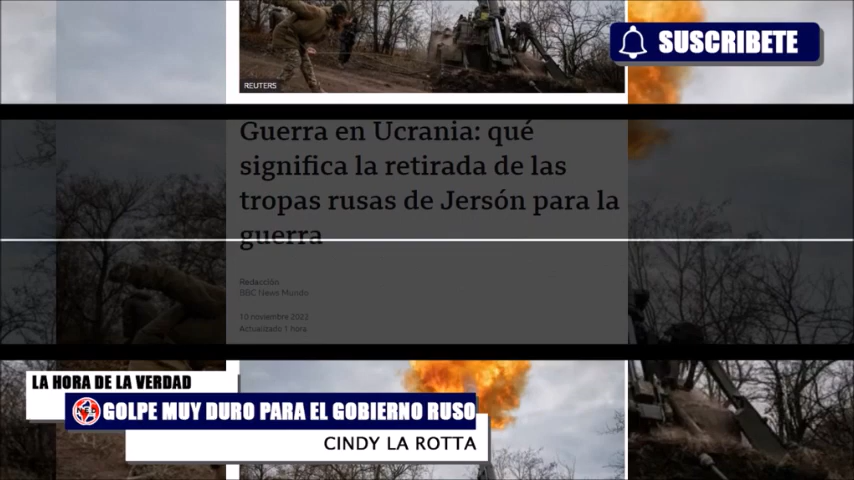 REUTERS
SUSCRIBETE
Guerra en Ucrania: qué
significa la retirada de las
tropas rusas de Jersón para la
guerra
Redacción
BBC News Mundo
10 noviembre 2022
Actualizado 1 hora
LA HORA DE LA VERDAD
GOLPE MUY DURO PARA EL GOBIERNO RUSO
CINDY LA ROTTA